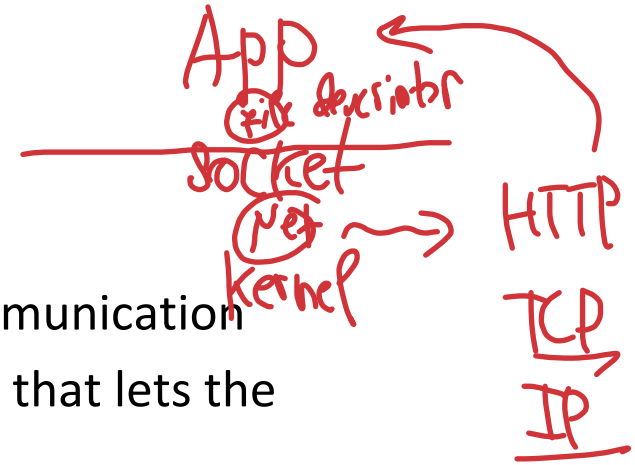 App
file descriptor
socket
Net
HTTP
kernel
munication
TCP
that lets the
IP